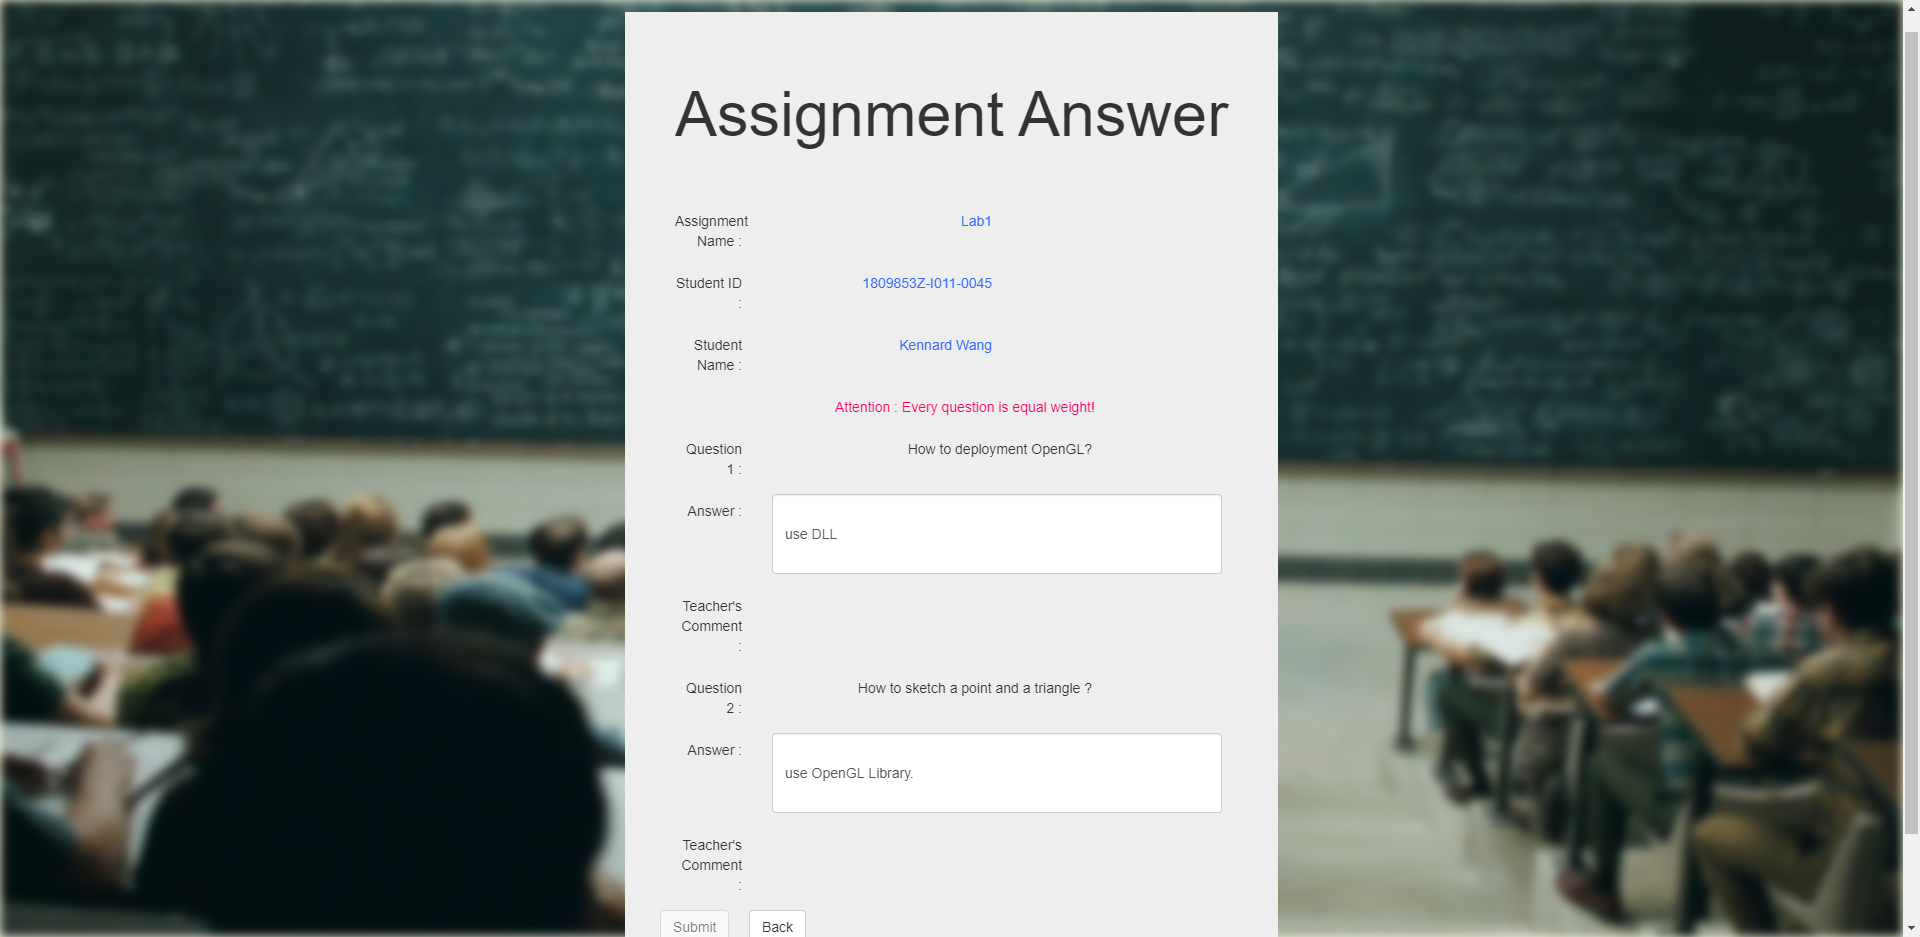 Assignment Answer
Assignment
Name :
Lab1
Student ID
:
1809853Z-I011-0045
Student
Name :
Kennard Wang
Attention : Every question is equal weight!
Question
1 :
How to deployment OpenGL?
Answer :
use DLL
Teacher's
Comment
:
Question
2 :
How to sketch a point and a triangle ?
Answer :
use OpenGL Library.
Teacher's
Comment
:
Submit
Back